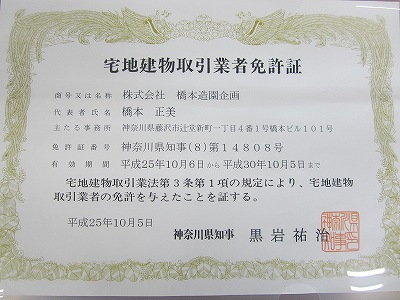 宅地建物取引業者免許証
商号又は名称 株式会社 橋本造園企画
代表者氏名 橋本 正美
主たる事務所 神奈川県藤沢市辻堂新町一丁目4番1号橋本ビル101号
免許証番号 神奈川県知事(8)第14808号
有効期間 平成25年10月6日から平成30年10月5日まで
宅地建物取引業法第3条第1項の規定により、宅地建物
取引業者の免許を与えたことを証する。
平成25年10月5日
神奈川県知事 黒岩祐治